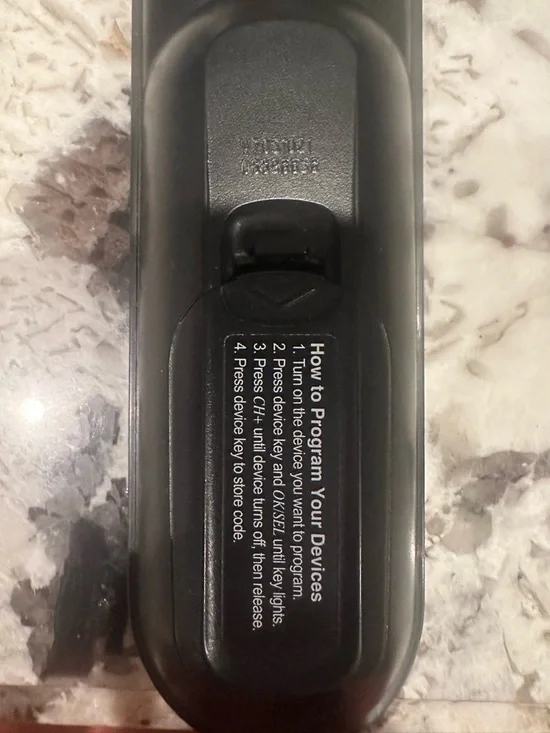 How to Program Your Devices
1. Turn on the device you want to program.
2. Press device key and OK/SEL until key lights.
3. Press CH+ until device turns off, then release.
4. Press device key to store code.